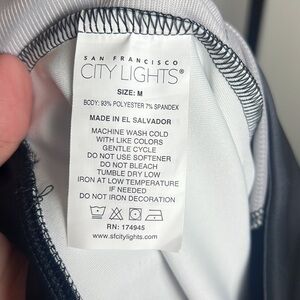 SAN FRANCISCO
CITY LIGHTS®
SIZE: M
BODY: 93% POLYESTER 7% SPANDEX
MADE IN EL SALVADOR
MACHINE WASH COLD
WITH LIKE COLORS
GENTLE CYCLE
DO NOT USE SOFTENER
DO NOT BLEACH
TUMBLE DRY LOW
IRON AT LOW TEMPERATURE
IF NEEDED
DO NOT DRY CLEAN
RN: 174945
www.sfcitylights.com